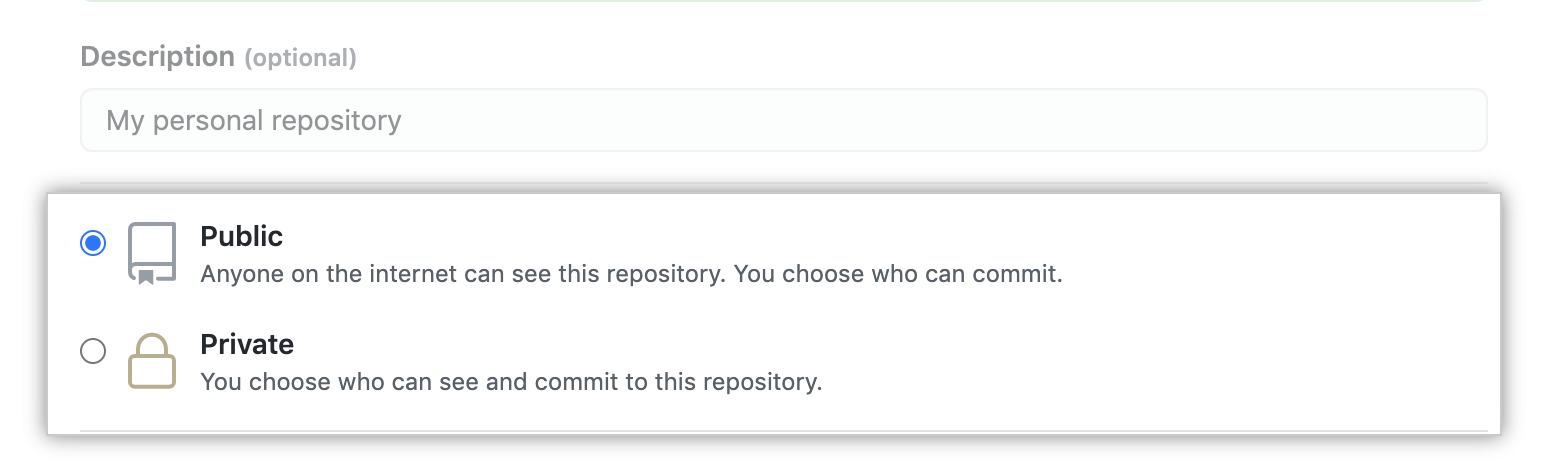 Description (optional)
My personal repository
Public
Anyone on the internet can see this repository. You choose who can commit.
Private
You choose who can see and commit to this repository.